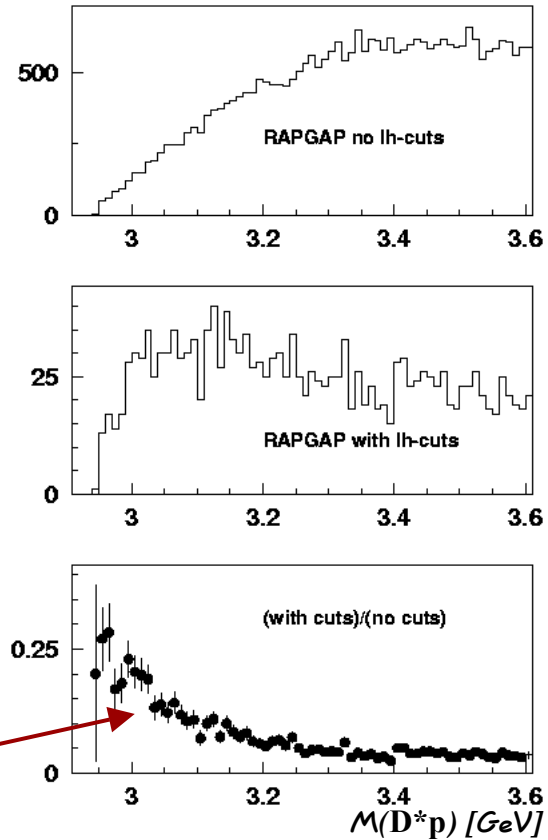 500
0
RAPGAP no lh-cuts
3 3.2 3.4 3.6
25
0
RAPGAP with lh-cuts
3 3.2 3.4 3.6
(with cuts)/(no cuts)
0.25
0
3 3.2 3.4 3.6
M(D*p) [GeV]